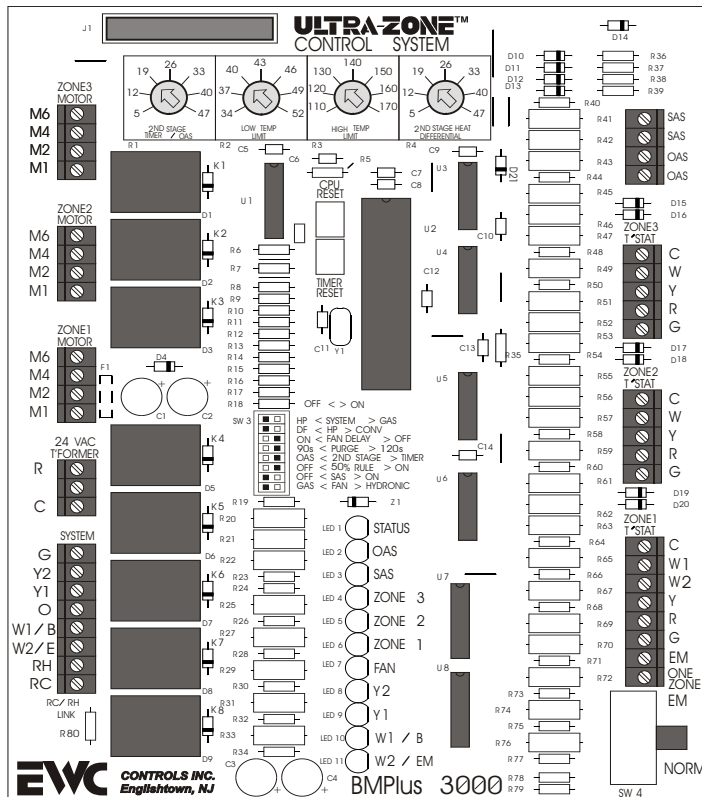 J1
ULTRA-ZONE™
CONTROL SYSTEM
D14
D10
D11
D12
D13
R36
R37
R38
R39
ZONE3
MOTOR
M6
M4
M2
M1
5 12 19 26 33 40 47
2ND STAGE
TIMER / OAS
34 37 40 43 46 49 52
LOW TEMP
LIMIT
110 120 130 140 150 160 170
HIGH TEMP
LIMIT
5 12 19 26 33 40 47
2ND STAGE HEAT
DIFFERENTIAL
R1
R2
R3
R4
R5
C5
C6
C7
C8
C9
CPU
RESET
TIMER
RESET
U1
U2
U3
U4
U5
U6
U7
U8
D21
C10
C12
C11
Y1
C13
R35
C14
K1
D1
K2
D2
K3
D3
ZONE2
MOTOR
M6
M4
M2
M1
ZONE1
MOTOR
M6
M4
M2
M1
F1
D4
C1
C2
24 VAC
T'FORMER
R
C
K4
D5
K5
D6
K6
D7
K7
D8
K8
D9
SYSTEM
G
Y2
Y1
O
W1/B
W2/E
RH
RC
RC/RH
LINK
R80
R6
R7
R8
R9
R10
R11
R12
R13
R14
R15
R16
R17
R18
OFF < > ON
SW 3
HP < SYSTEM > GAS
DF < HP > CONV
ON < FAN DELAY > OFF
90s < PURGE > 120s
OAS < 2ND STAGE > TIMER
OFF < 50% RULE > ON
OFF < SAS > ON
GAS < FAN > HYDRONIC
R19
R20
R21
R22
R23
R24
R25
R26
R27
R28
R29
R30
R31
R32
R33
R34
C3
C4
Z1
LED 1 STATUS
LED 2 OAS
LED 3 SAS
LED 4 ZONE 3
LED 5 ZONE 2
LED 6 ZONE 1
LED 7 FAN
LED 8 Y2
LED 9 Y1
LED 10 W1 / B
LED 11 W2 / EM
R40
R41
R42
R43
R44
R45
R46
R47
R48
R49
R50
R51
R52
R53
R54
R55
R56
R57
R58
R59
R60
R61
R62
R63
R64
R65
R66
R67
R68
R69
R70
R71
R72
R73
R74
R75
R76
R77
R78
R79
SAS
SAS
OAS
OAS
D15
D16
ZONE3
T'STAT
C
W
Y
R
G
D17
D18
ZONE2
T'STAT
C
W
Y
R
G
D19
D20
ZONE1
T'STAT
C
W1
W2
Y
R
G
EM
ONE
ZONE
EM
NORM
SW 4
EWC CONTROLS INC.
Englishtown, NJ
BMPlus 3000